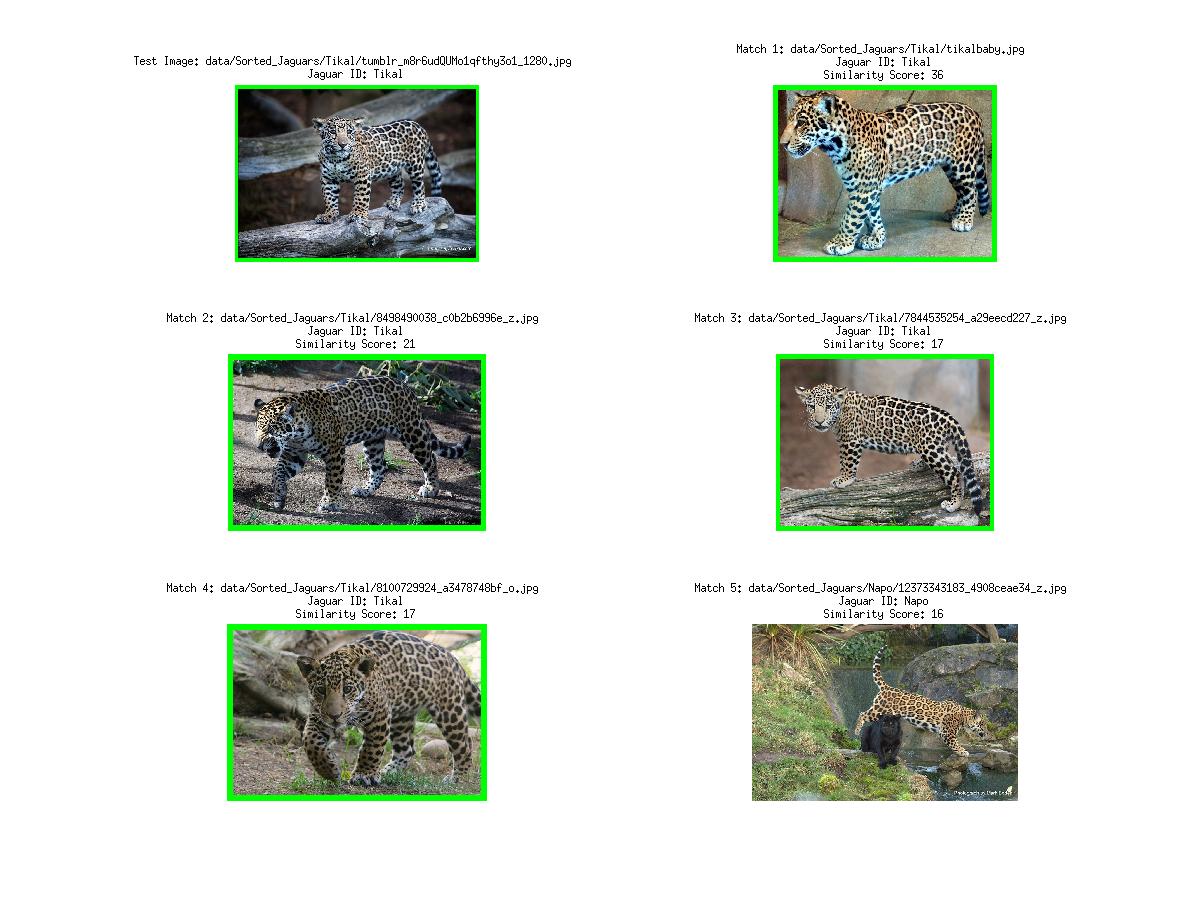 Test Image: data/Sorted_Jaguars/Tikal/tumblr_m8r6udQUMo1qfthy3o1_1280.jpg
Jaguar ID: Tikal
Match 1: data/Sorted_Jaguars/Tikal/tikalbaby.jpg
Jaguar ID: Tikal
Similarity Score: 36
Match 2: data/Sorted_Jaguars/Tikal/8498490038_c0b2b6996e_z.jpg
Jaguar ID: Tikal
Similarity Score: 21
Match 3: data/Sorted_Jaguars/Tikal/7844535254_a29eecd227_z.jpg
Jaguar ID: Tikal
Similarity Score: 17
Match 4: data/Sorted_Jaguars/Tikal/8100729924_a3478748bf_o.jpg
Jaguar ID: Tikal
Similarity Score: 17
Match 5: data/Sorted_Jaguars/Napo/12373343183_4908ceae34_z.jpg
Jaguar ID: Napo
Similarity Score: 16
Photograph by Mark